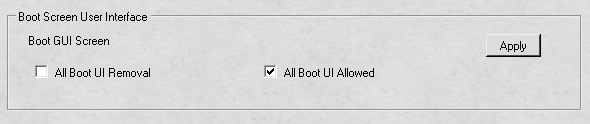 Boot Screen User Interface
Boot GUI Screen
Apply
All Boot UI Removal
All Boot UI Allowed